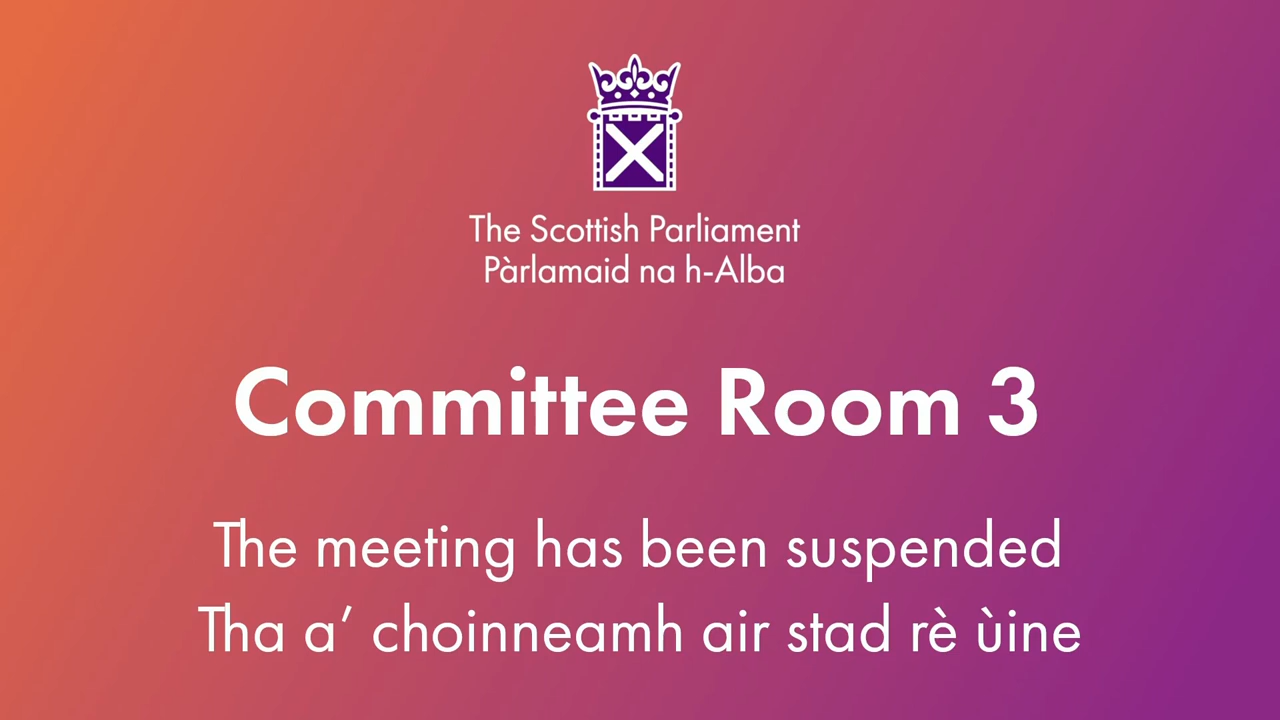 The Scottish Parliament
Pàrlamaid na h-Alba
Committee Room 3
The meeting has been suspended
Tha a’ choinneamh air stad rè ùine